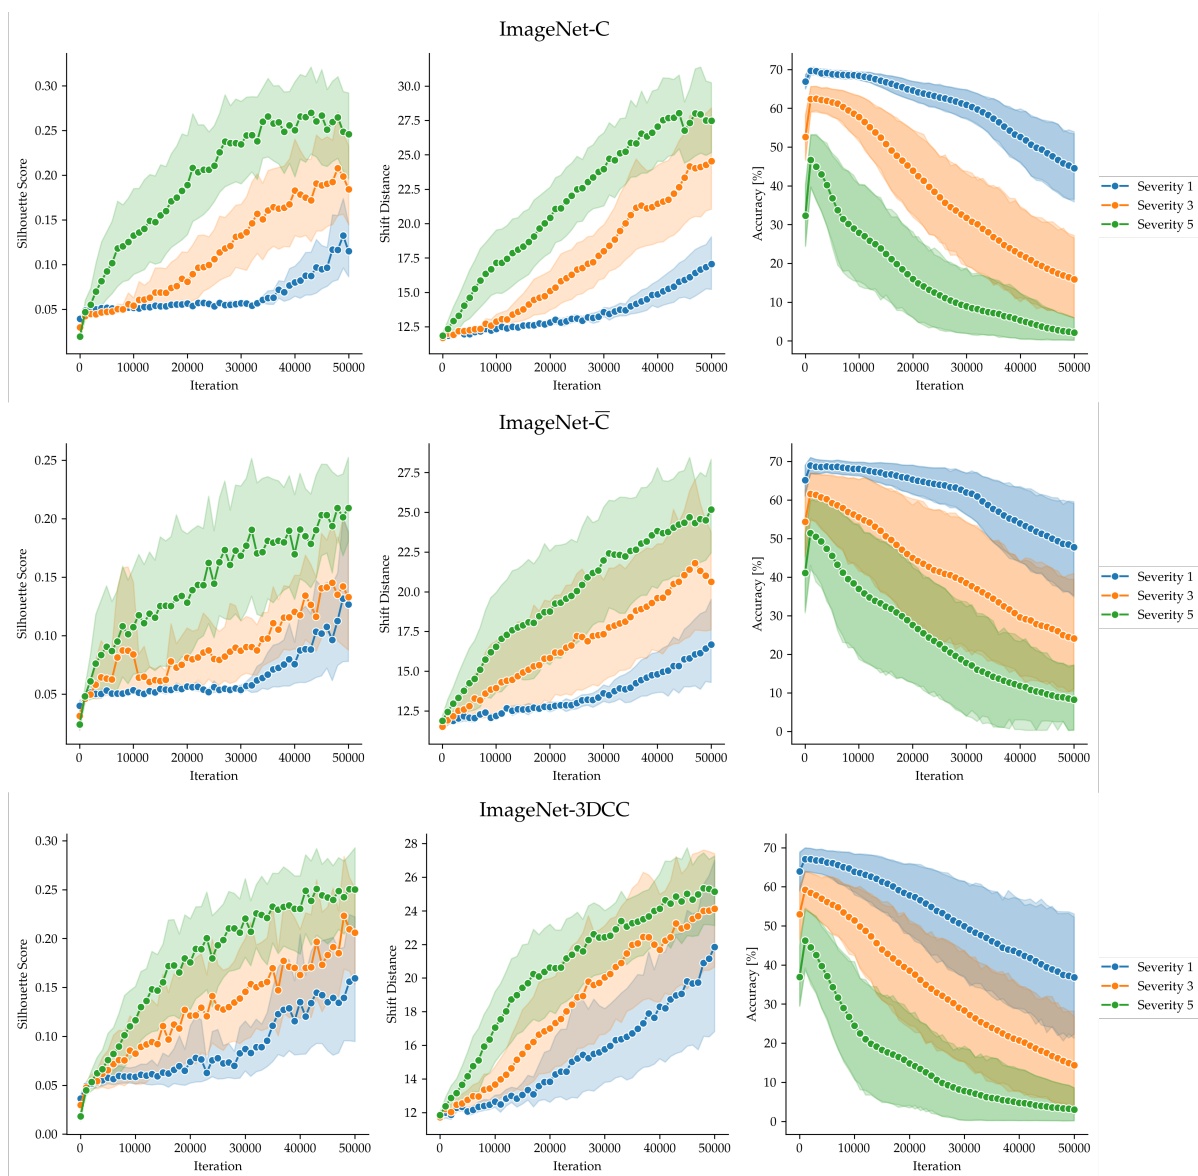 ImageNet-C
Silhouette Score
0.30
0.25
0.20
0.15
0.10
0.05
0 10000 20000 30000 40000 50000
Iteration
Shift Distance
30.0
27.5
25.0
22.5
20.0
17.5
15.0
12.5
0 10000 20000 30000 40000 50000
Iteration
Accuracy [%]
70
60
50
40
30
20
10
0
0 10000 20000 30000 40000 50000
Iteration
Severity 1
Severity 3
Severity 5
ImageNet-C̅
Silhouette Score
0.25
0.20
0.15
0.10
0.05
0 10000 20000 30000 40000 50000
Iteration
Shift Distance
27.5
25.0
22.5
20.0
17.5
15.0
12.5
0 10000 20000 30000 40000 50000
Iteration
Accuracy [%]
70
60
50
40
30
20
10
0
0 10000 20000 30000 40000 50000
Iteration
Severity 1
Severity 3
Severity 5
ImageNet-3DCC
Silhouette Score
0.30
0.25
0.20
0.15
0.10
0.05
0.00
0 10000 20000 30000 40000 50000
Iteration
Shift Distance
28
26
24
22
20
18
16
14
12
0 10000 20000 30000 40000 50000
Iteration
Accuracy [%]
70
60
50
40
30
20
10
0
0 10000 20000 30000 40000 50000
Iteration
Severity 1
Severity 3
Severity 5